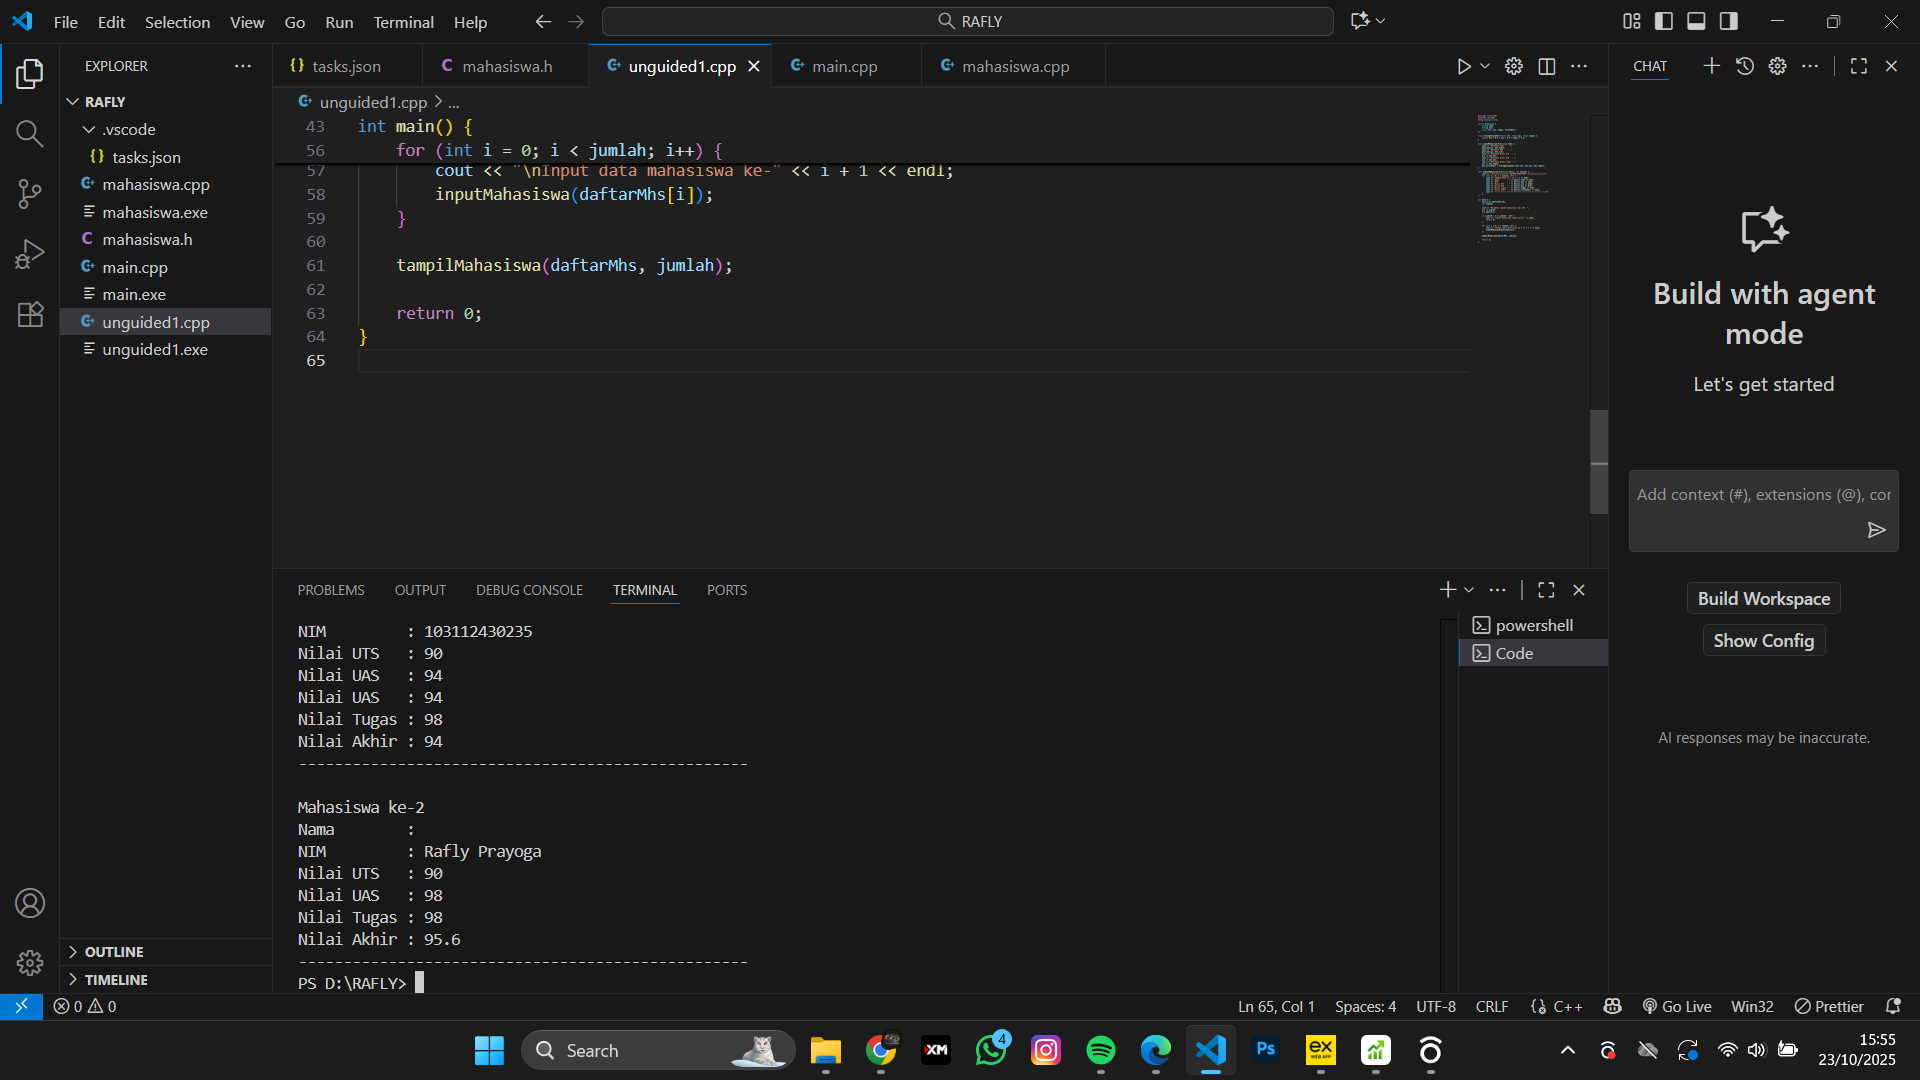 File Edit Selection View Go Run Terminal Help
RAFLY
EXPLORER
RAFLY
.vscode
tasks.json
mahasiswa.cpp
mahasiswa.exe
mahasiswa.h
main.cpp
main.exe
unguided1.cpp
unguided1.exe
OUTLINE
TIMELINE
tasks.json mahasiswa.h unguided1.cpp main.cpp mahasiswa.cpp
unguided1.cpp > ...
43 int main() {
56 for (int i = 0; i < jumlah; i++) {
57 cout << "\nInput data mahasiswa ke-" << i + 1 << endl;
58 inputMahasiswa(daftarMhs[i]);
59 }
60
61 tampilMahasiswa(daftarMhs, jumlah);
62
63 return 0;
64 }
65
PROBLEMS OUTPUT DEBUG CONSOLE TERMINAL PORTS
NIM : 103112430235
Nilai UTS : 90
Nilai UAS : 94
Nilai UAS : 94
Nilai Tugas : 98
Nilai Akhir : 94
--------------------------------------------------
Mahasiswa ke-2
Nama :
NIM : Rafly Prayoga
Nilai UTS : 90
Nilai UAS : 98
Nilai Tugas : 98
Nilai Akhir : 95.6
--------------------------------------------------
PS D:\RAFLY>
powershell
Code
CHAT
Build with agent
mode
Let's get started
Add context (#), extensions (@), cor
Build Workspace
Show Config
AI responses may be inaccurate.
0 0
Ln 65, Col 1 Spaces: 4 UTF-8 CRLF {} C++ Go Live Win32 Prettier
Search
XM
4
Ps
ex
WEB APP
15:55
23/10/2025